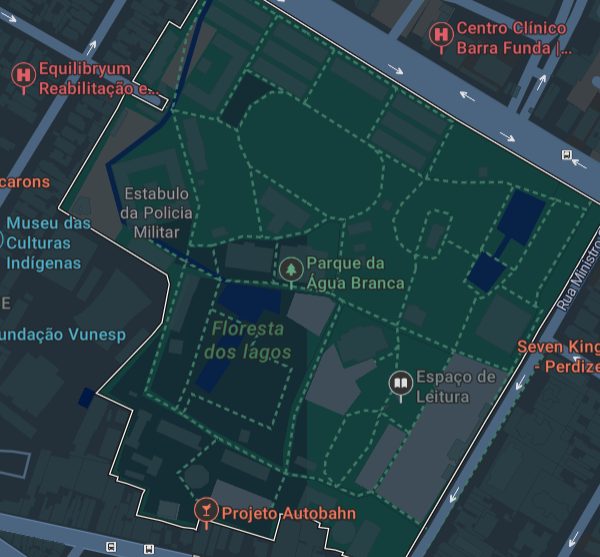 Centro Clínico
Barra Funda |...
Equilibryum
Reabilitação e...
carons
Estabulo
da Policia
Militar
Museu das
Culturas
Indígenas
Parque da
Água Branca
Rua Ministro
E
undação Vunesp
Floresta
dos lagos
Seven King
- Perdize
Espaço de
Leitura
Projeto Autobahn